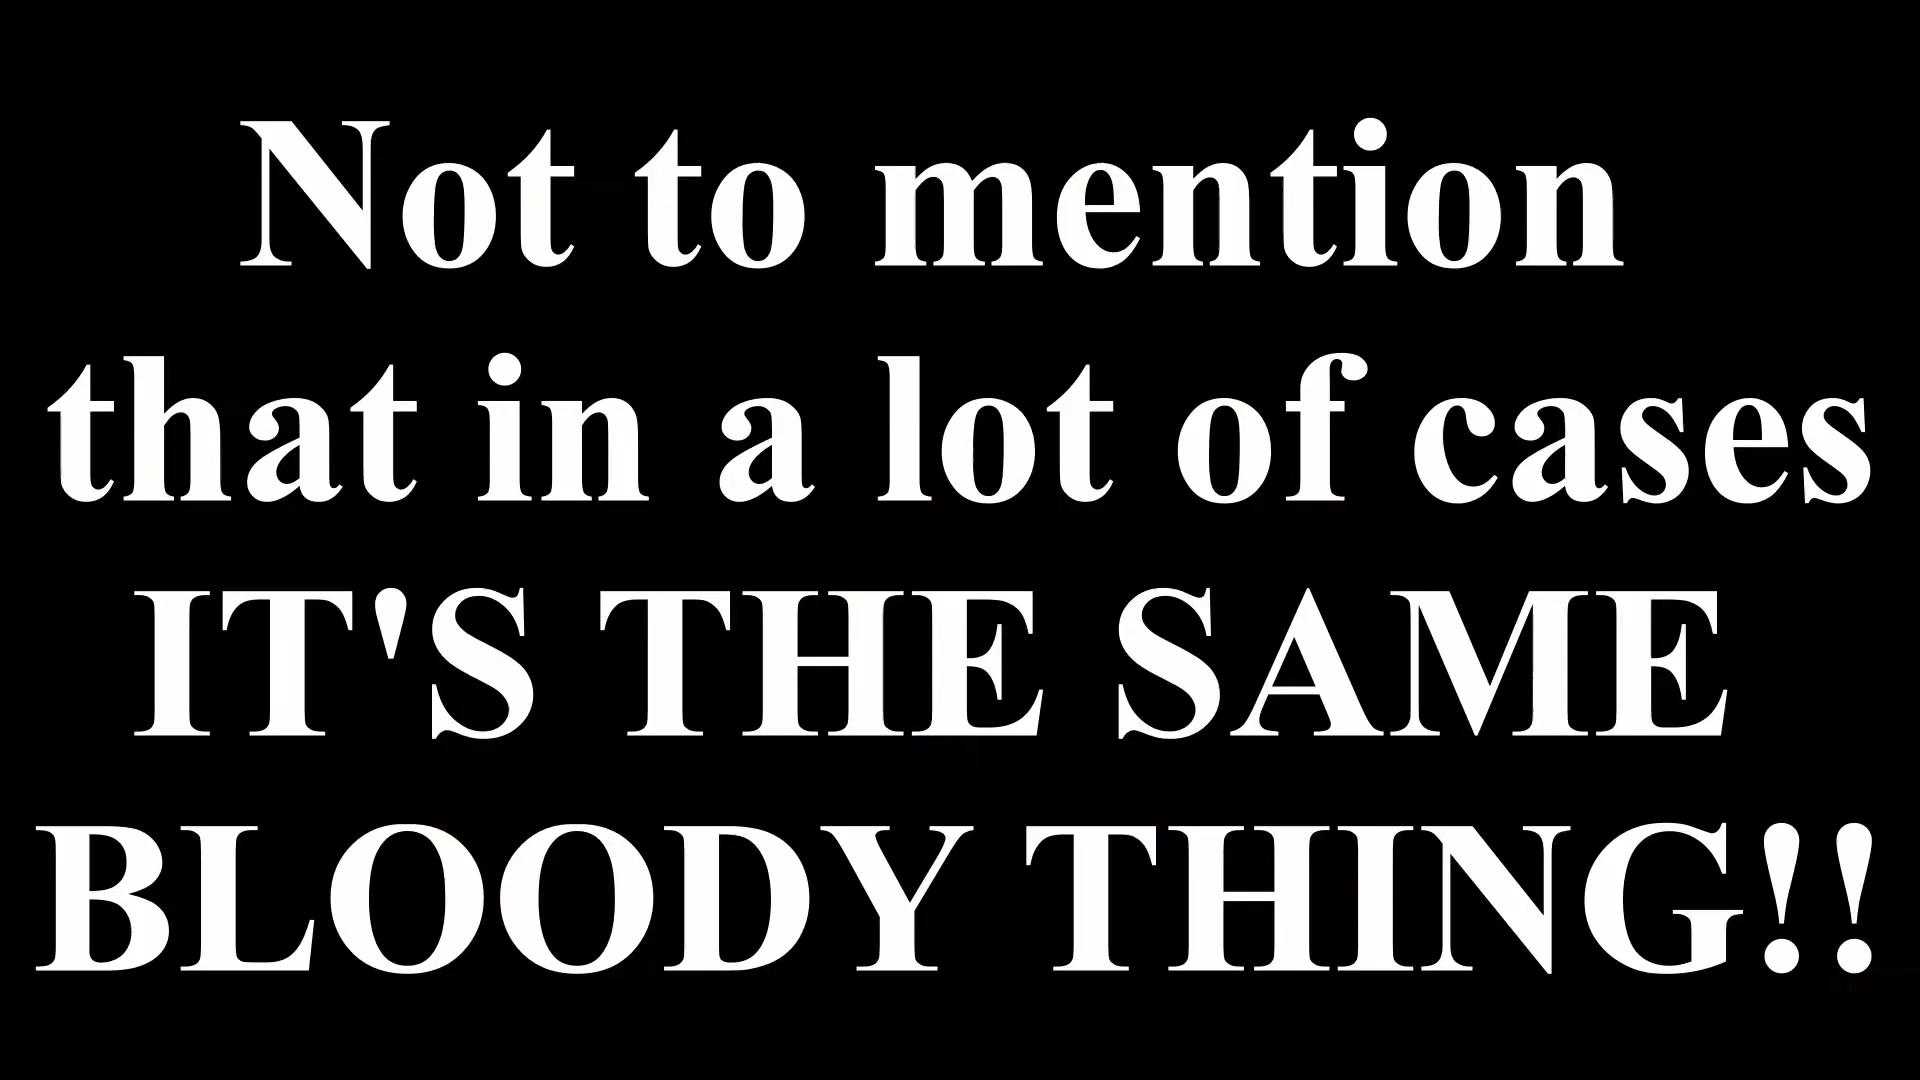 Not to mention
that in a lot of cases
IT'S THE SAME
BLOODY THING!!